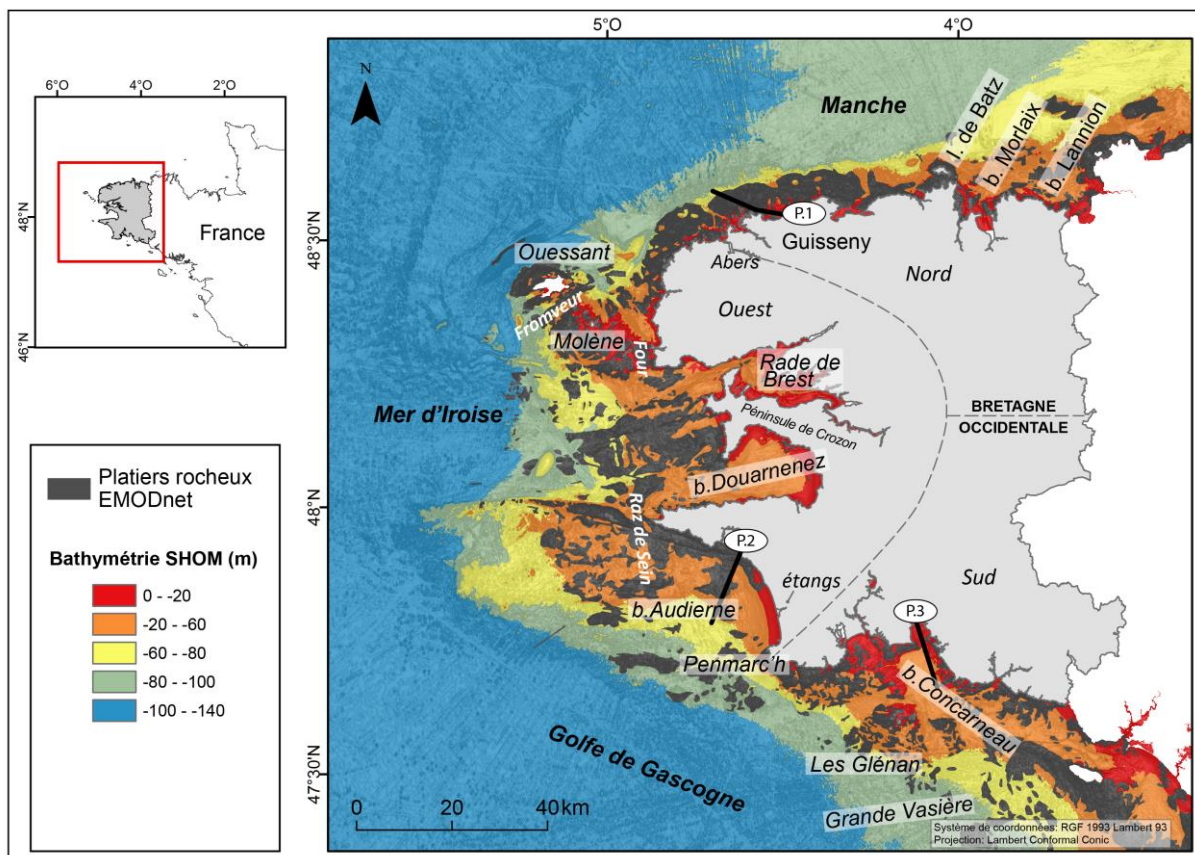 6°O
4°O
2°O
48°N
46°N
France
Platiers rocheux
EMODnet
Bathymétrie SHOM (m)
0 - -20
-20 - -60
-60 - -80
-80 - -100
-100 - -140
5°O
4°O
48°30'N
48°N
47°30'N
N
Manche
I. de Batz
b. Morlaix
b. Lannion
P.1
Guisseny
Ouessant
Abers
Nord
Fromveur
Ouest
Molène
Four
Rade de
Brest
Mer d'Iroise
Péninsule de Crozon
BRETAGNE
OCCIDENTALE
b.Douarnenez
Raz de Sein
P.2
étangs
Sud
b.Audierne
P.3
Penmarc'h
b.Concarneau
Golfe de Gascogne
Les Glénan
Grande Vasière
0 20 40 km
Système de coordonnées: RGF 1993 Lambert 93
Projection: Lambert Conformal Conic